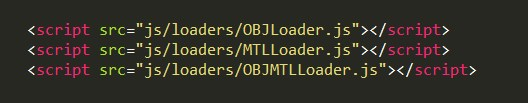 <script src="js/loaders/OBJLoader.js"></script>
<script src="js/loaders/MTLLoader.js"></script>
<script src="js/loaders/OBJMTLLoader.js"></script>